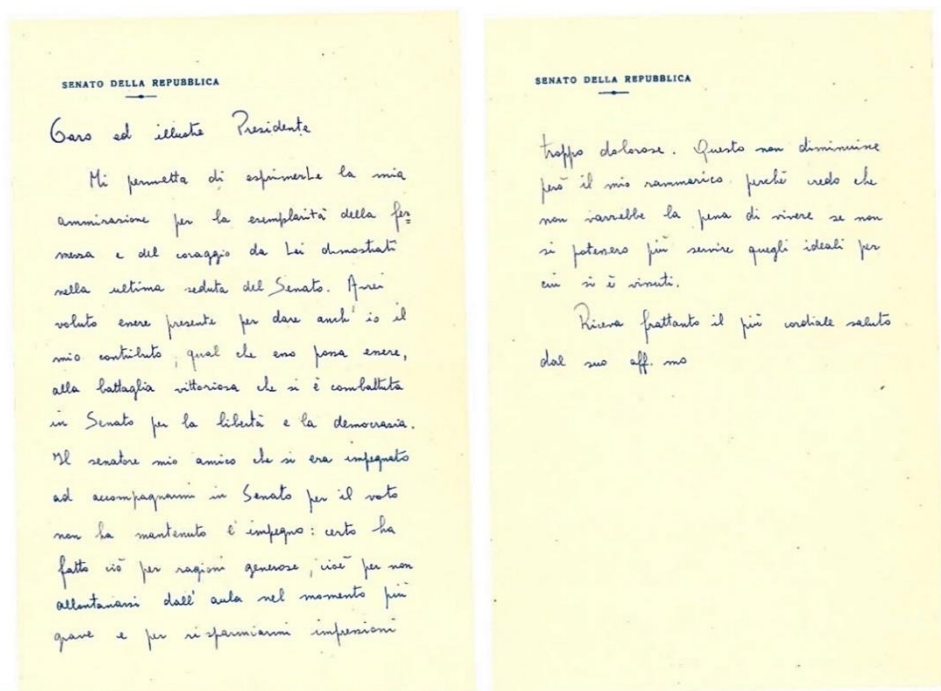 SENATO DELLA REPUBBLICA
Caro ed illustre Presidente
Mi permetta di esprimerLe la mia
ammirazione per la esemplarità della fer=
mezza e del coraggio da Lei dimostrati
nella ultima seduta del Senato. Avrei
voluto essere presente per dare anch'io il
mio contributo, qual che esso possa essere,
alla battaglia vittoriosa che si è combattuta
in Senato per la libertà e la democrazia.
Il senatore mio amico che si era impegnato
ad accompagnarmi in Senato per il voto
non ha mantenuto l'impegno: certo ha
fatto ciò per ragioni generose, cioè per non
allontanarsi dall'aula nel momento più
grave e per risparmiarmi impressioni
SENATO DELLA REPUBBLICA
troppo dolorose. Questo non diminuisce
però il mio rammarico perché credo che
non varrebbe la pena di vivere se non
si potessero più servire quegli ideali per
cui si è vissuti.
Riceva frattanto il più cordiale saluto
dal suo aff.mo